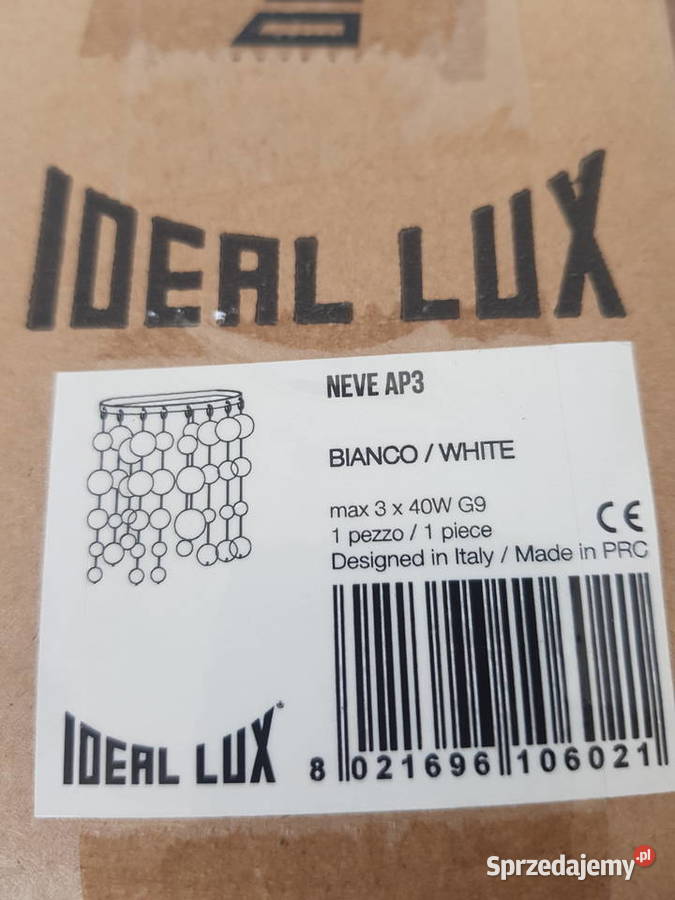 IDEAL LUX
NEVE AP3
BIANCO / WHITE
max 3 x 40W G9
1 pezzo / 1 piece
CE
Designed in Italy / Made in PRC
IDEAL LUX®
8 021696 106021
Sprzedajemy.pl